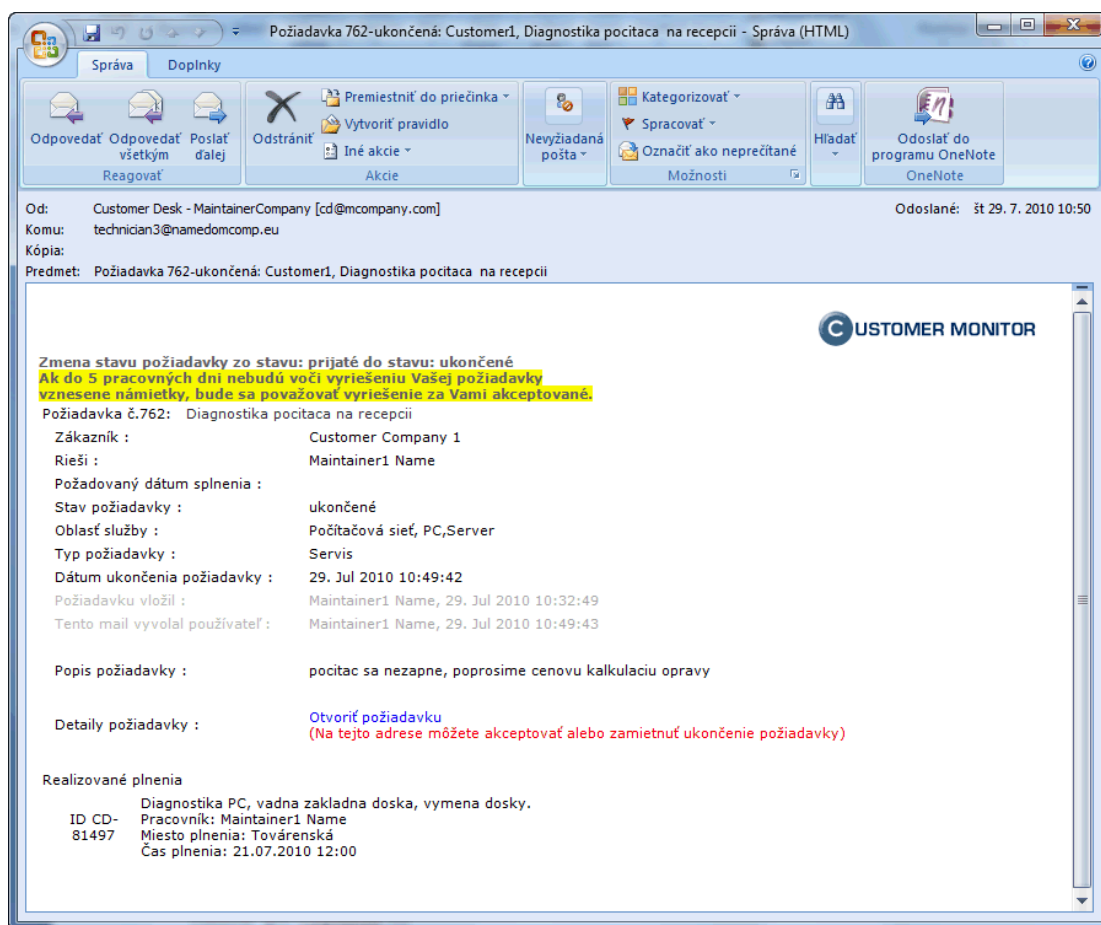 Požiadavka 762-ukončená: Customer1, Diagnostika pocitaca  na recepcii - Správa (HTML)
Správa Doplnky
Odpovedať Odpovedať všetkým Poslať ďalej
Reagovať
Odstrániť
Premiestniť do priečinka
Vytvoriť pravidlo
Iné akcie
Akcie
Nevyžiadaná pošta
Kategorizovať
Spracovať
Označiť ako neprečítané
Možnosti
Hľadať
Odoslať do programu OneNote
OneNote
Od: Customer Desk - MaintainerCompany [cd@mcompany.com] Odoslané: št 29. 7. 2010 10:50
Komu: technician3@namedomcomp.eu
Kópia:
Predmet: Požiadavka 762-ukončená: Customer1, Diagnostika pocitaca  na recepcii
CUSTOMER MONITOR
Zmena stavu požiadavky zo stavu: prijaté do stavu: ukončené
Ak do 5 pracovných dni nebudú voči vyriešeniu Vašej požiadavky
vznesene námietky, bude sa považovať vyriešenie za Vami akceptované.
Požiadavka č.762: Diagnostika pocitaca na recepcii
Zákazník : Customer Company 1
Rieši : Maintainer1 Name
Požadovaný dátum splnenia :
Stav požiadavky : ukončené
Oblasť služby : Počítačová sieť, PC,Server
Typ požiadavky : Servis
Dátum ukončenia požiadavky : 29. Jul 2010 10:49:42
Požiadavku vložil : Maintainer1 Name, 29. Jul 2010 10:32:49
Tento mail vyvolal používateľ : Maintainer1 Name, 29. Jul 2010 10:49:43
Popis požiadavky : pocitac sa nezapne, poprosime cenovu kalkulaciu opravy
Detaily požiadavky : Otvoriť požiadavku
(Na tejto adrese môžete akceptovať alebo zamietnuť ukončenie požiadavky)
Realizované plnenia
ID CD-81497
Diagnostika PC, vadna zakladna doska, vymena dosky.
Pracovník: Maintainer1 Name
Miesto plnenia: Továrenská
Čas plnenia: 21.07.2010 12:00